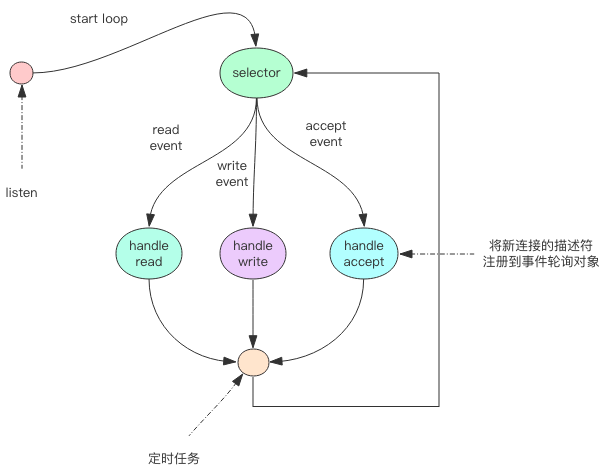 start loop
selector
read
event
accept
event
write
event
listen
handle
read
handle
write
handle
accept
将新连接的描述符
注册到事件轮询对象
定时任务